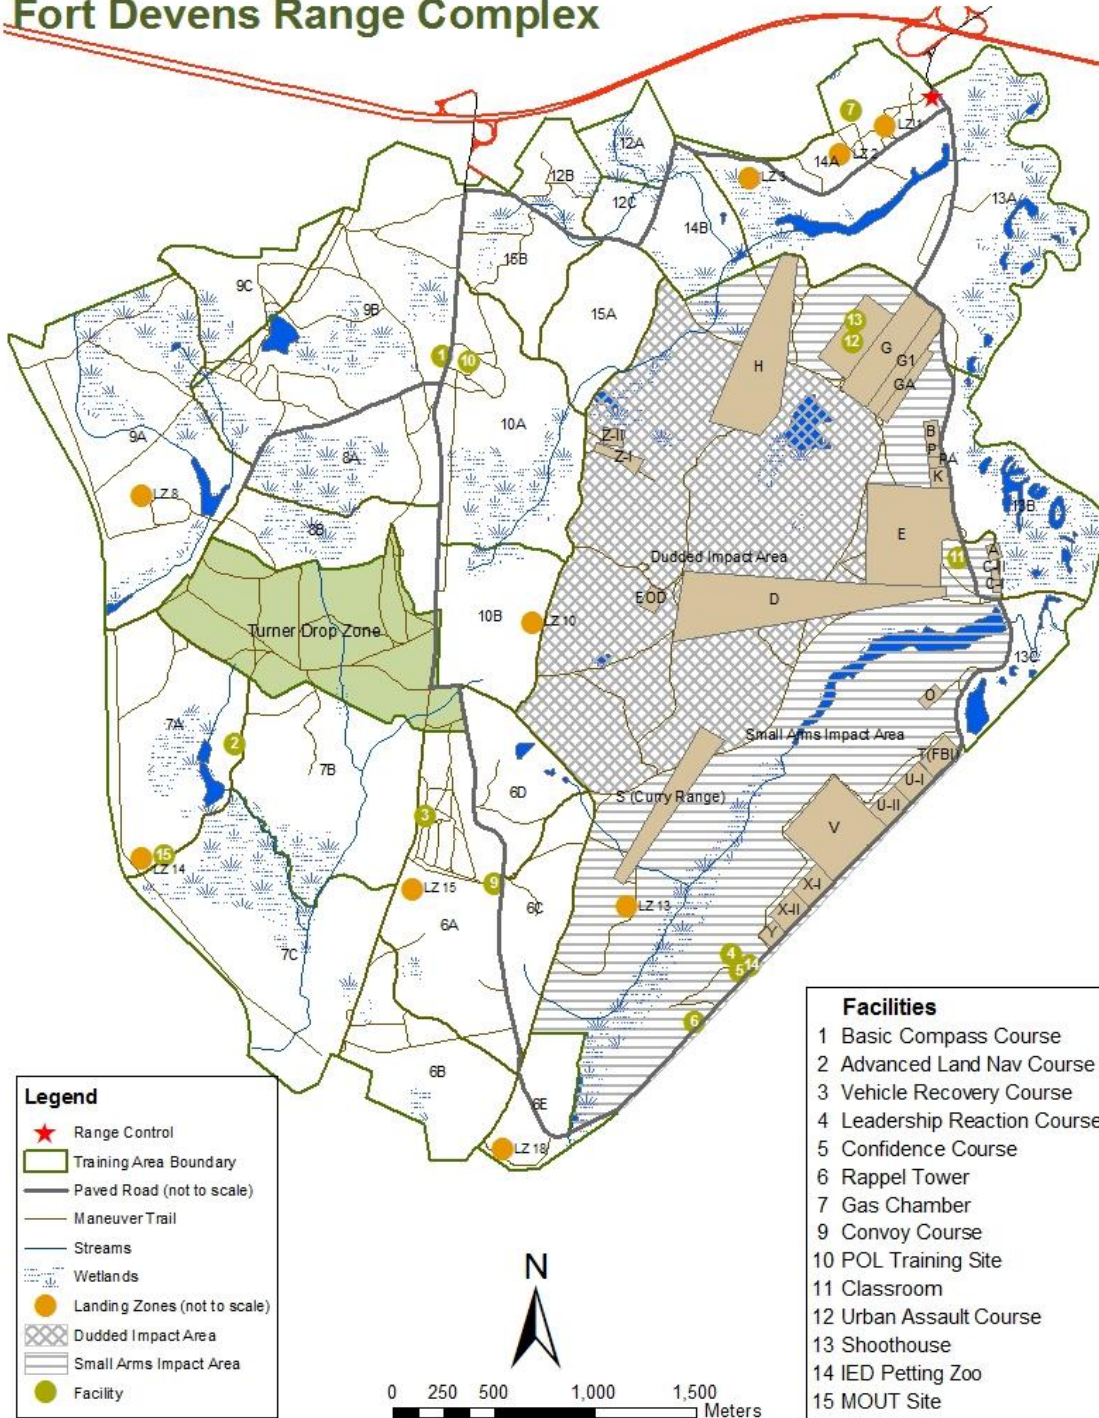 Fort Devens Range Complex
7
LZ 1
LZ 2
14A
LZ 3
12A
12B
12C
13A
14B
15B
9C
9B
15A
13
12
G
G1
GA
H
1
10
10A
9A
8A
Z-II
Z-I
B
P
PA
K
LZ 8
8B
13B
E
Dudded Impact Area
11
A
C-I
EOD
D
10B
LZ 10
Turner Drop Zone
13C
O
7A
2
7B
Small Arms Impact Area
T(FBI)
U-I
U-II
6D
S (Curry Range)
3
V
15
LZ 14
LZ 15
9
X-I
6C
LZ 13
X-II
6A
Y
7C
4
14
5
6
6B
6E
LZ 18
Legend
Range Control
Training Area Boundary
Paved Road (not to scale)
Maneuver Trail
Streams
Wetlands
Landing Zones (not to scale)
Dudded Impact Area
Small Arms Impact Area
Facility
N
0 250 500 1,000 1,500
Meters
Facilities
1 Basic Compass Course
2 Advanced Land Nav Course
3 Vehicle Recovery Course
4 Leadership Reaction Course
5 Confidence Course
6 Rappel Tower
7 Gas Chamber
9 Convoy Course
10 POL Training Site
11 Classroom
12 Urban Assault Course
13 Shoothouse
14 IED Petting Zoo
15 MOUT Site